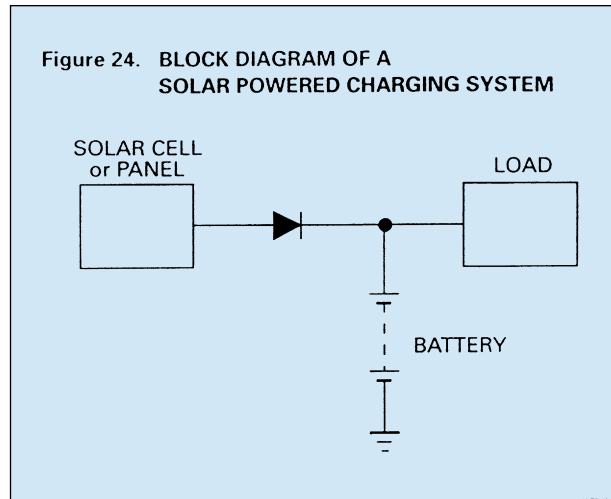 Figure 24. BLOCK DIAGRAM OF A
SOLAR POWERED CHARGING SYSTEM
SOLAR CELL
or PANEL
LOAD
BATTERY